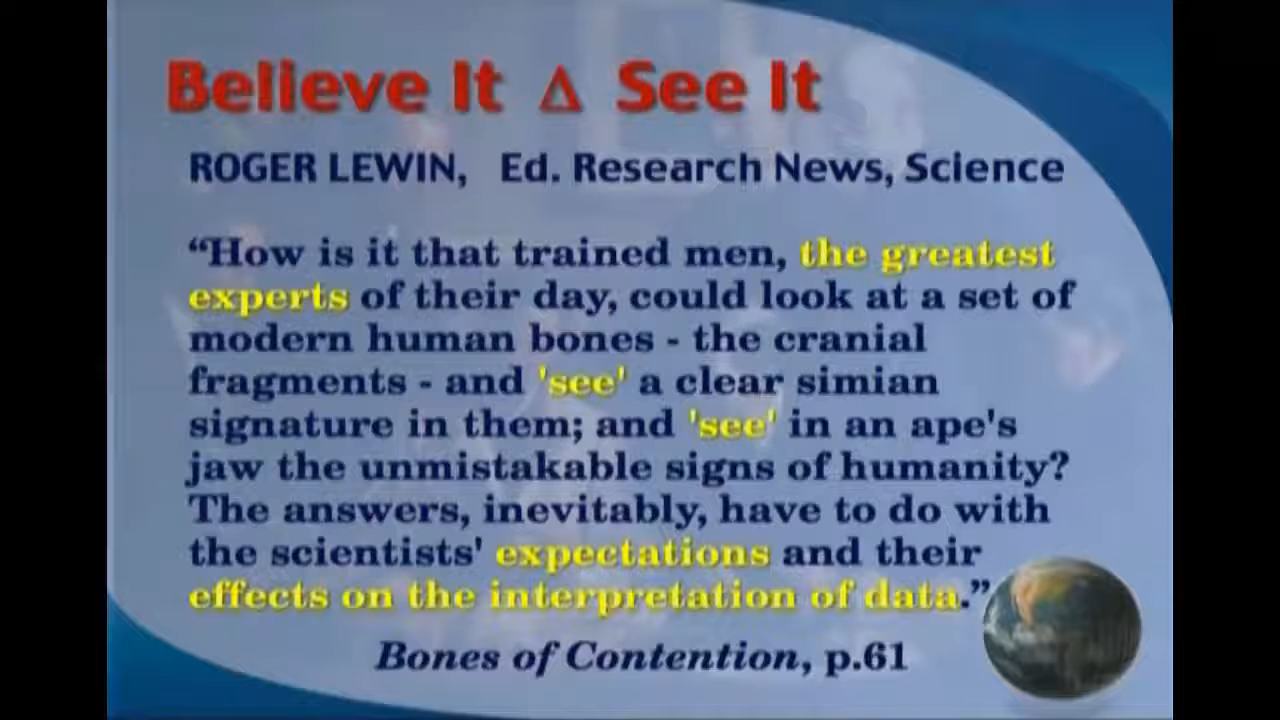 Believe It Δ See It
ROGER LEWIN, Ed. Research News, Science
“How is it that trained men, the greatest
experts of their day, could look at a set of
modern human bones - the cranial
fragments - and 'see' a clear simian
signature in them; and 'see' in an ape's
jaw the unmistakable signs of humanity?
The answers, inevitably, have to do with
the scientists' expectations and their
effects on the interpretation of data.”
Bones of Contention, p.61